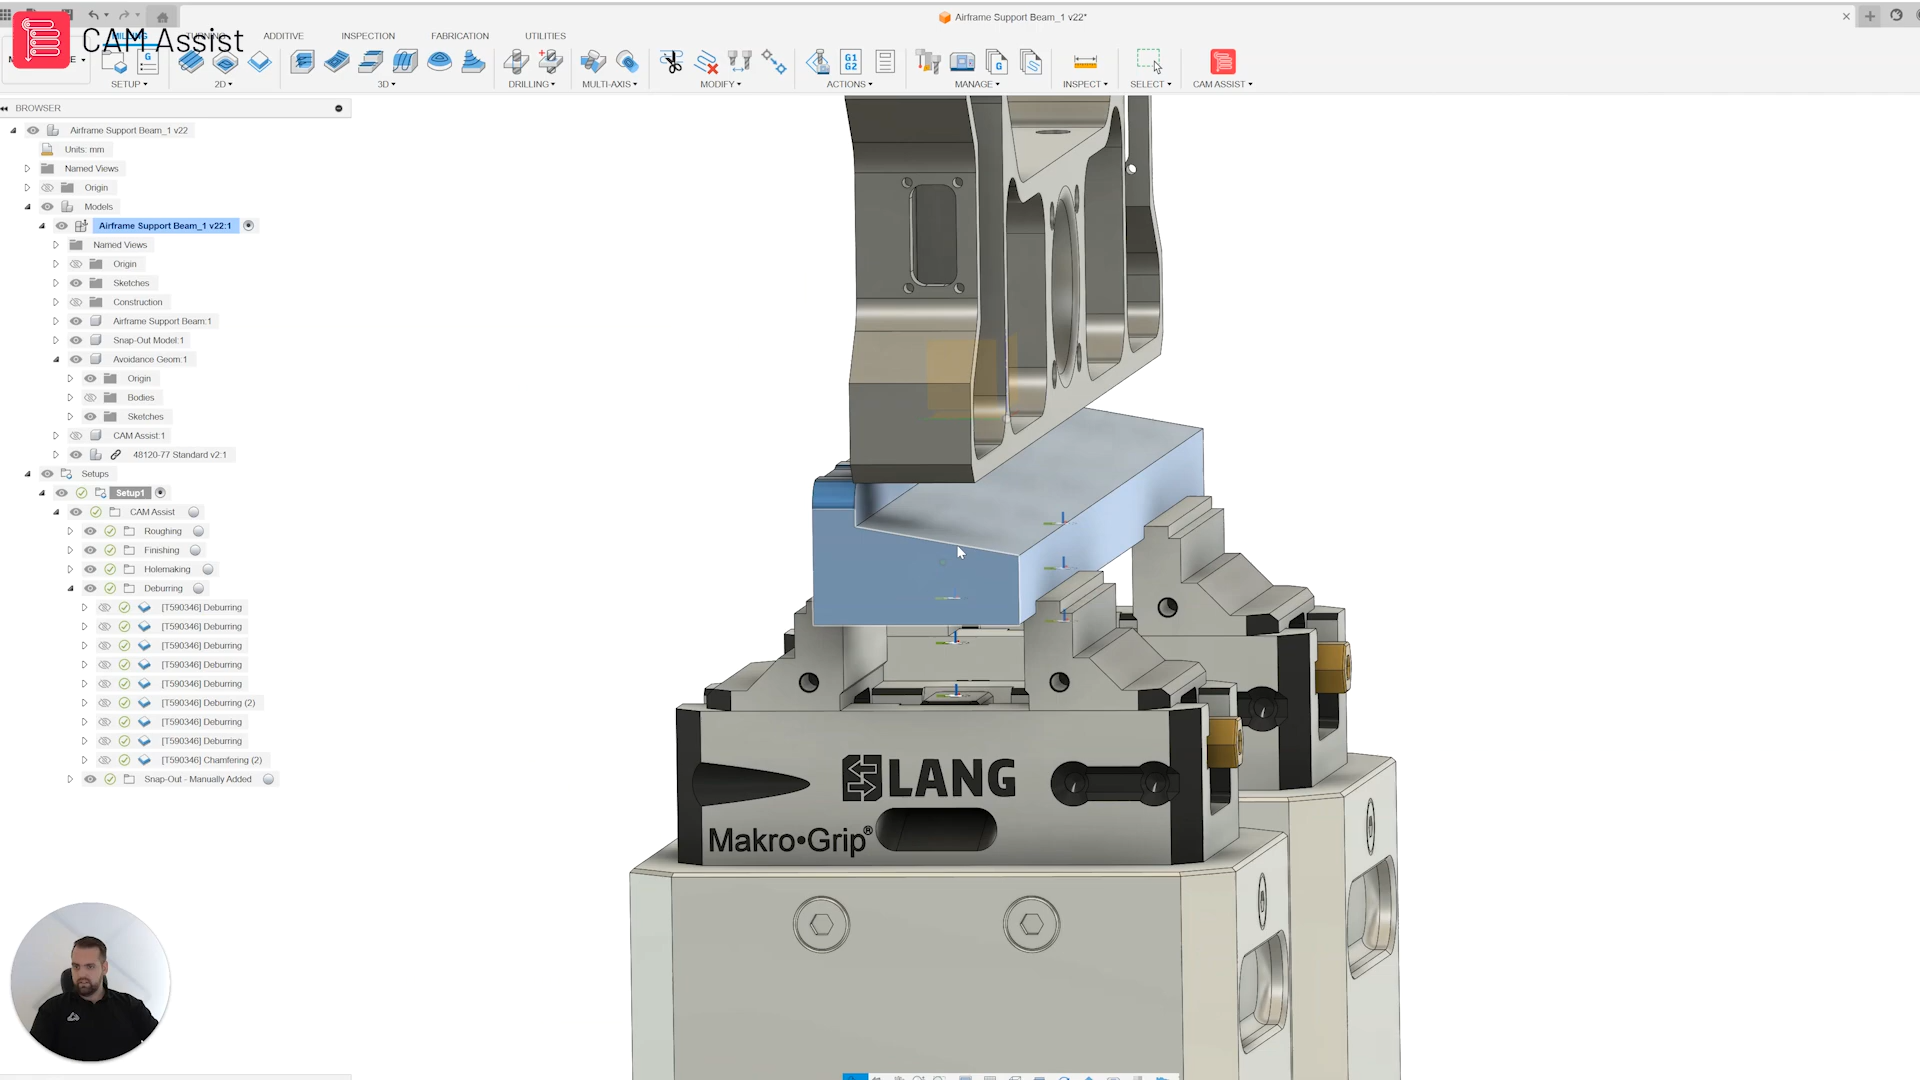 Airframe Support Beam_1 v22*
CAM Assist
TURNING
ADDITIVE
INSPECTION
FABRICATION
UTILITIES
G1
G2
SETUP
2D
3D
DRILLING
MULTI-AXIS
MODIFY
ACTIONS
MANAGE
INSPECT
SELECT
CAM ASSIST
BROWSER
Airframe Support Beam_1 v22
Units: mm
Named Views
Origin
Models
Airframe Support Beam_1 v22:1
Named Views
Origin
Sketches
Construction
Airframe Support Beam:1
Snap-Out Model:1
Avoidance Geom:1
Origin
Bodies
Sketches
CAM Assist:1
48120-77 Standard v2:1
Setups
Setup1
CAM Assist
Roughing
Finishing
Holemaking
Deburring
[T590346] Deburring
[T590346] Deburring
[T590346] Deburring
[T590346] Deburring
[T590346] Deburring
[T590346] Deburring (2)
[T590346] Deburring
[T590346] Deburring
[T590346] Chamfering (2)
Snap-Out - Manually Added
LANG
Makro•Grip®